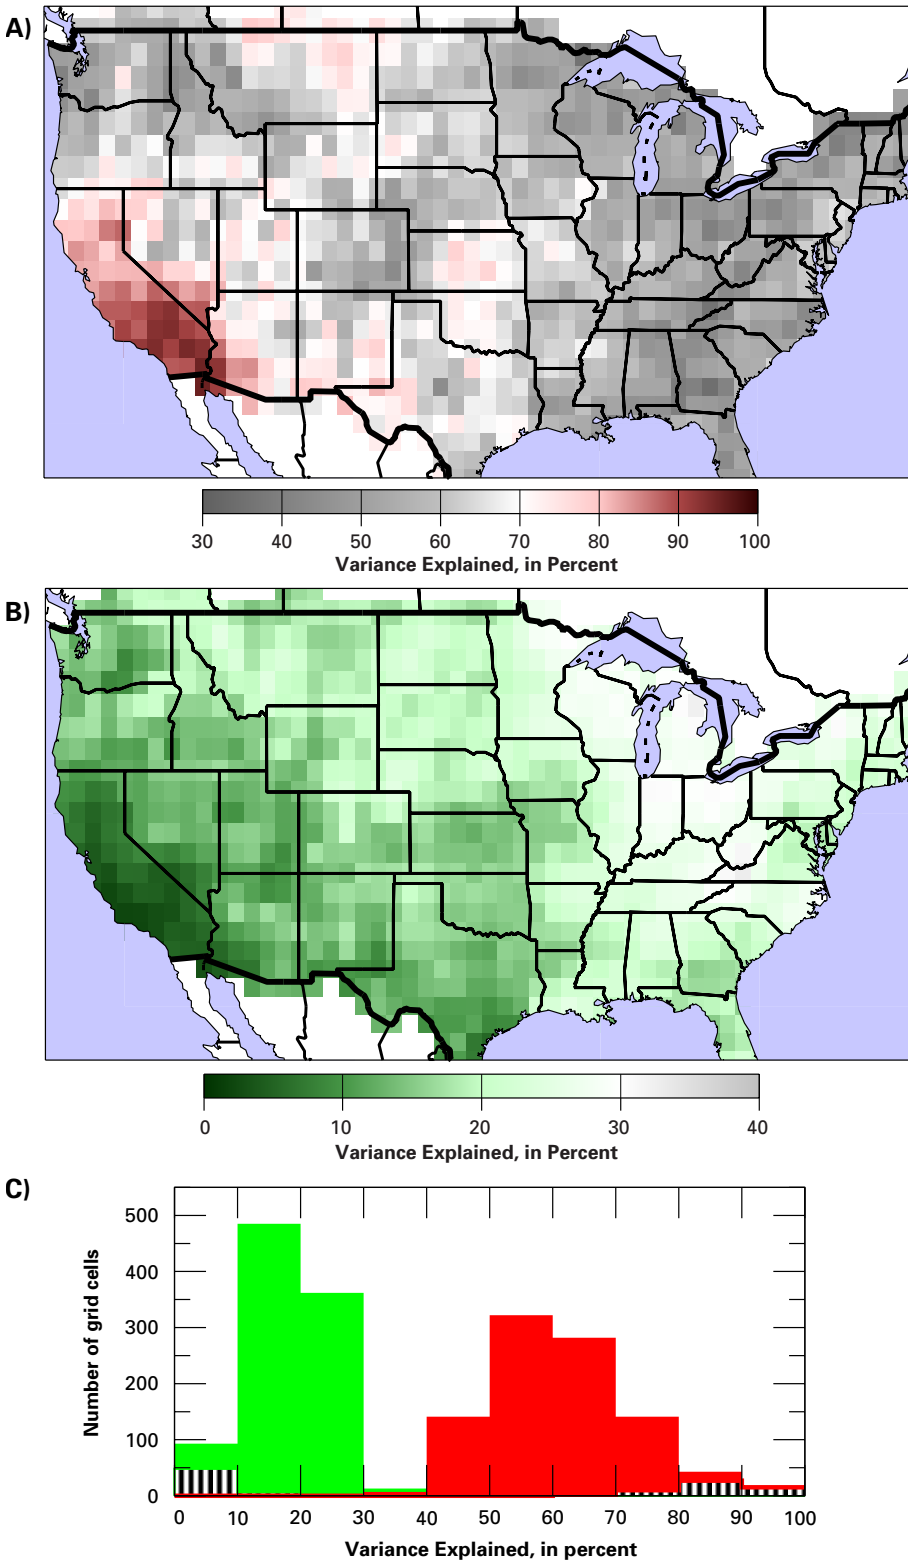 A)
30 40 50 60 70 80 90 100
Variance Explained, in Percent
B)
0 10 20 30 40
Variance Explained, in Percent
C)
500
400
300
200
100
0
Number of grid cells
0 10 20 30 40 50 60 70 80 90 100
Variance Explained, in percent